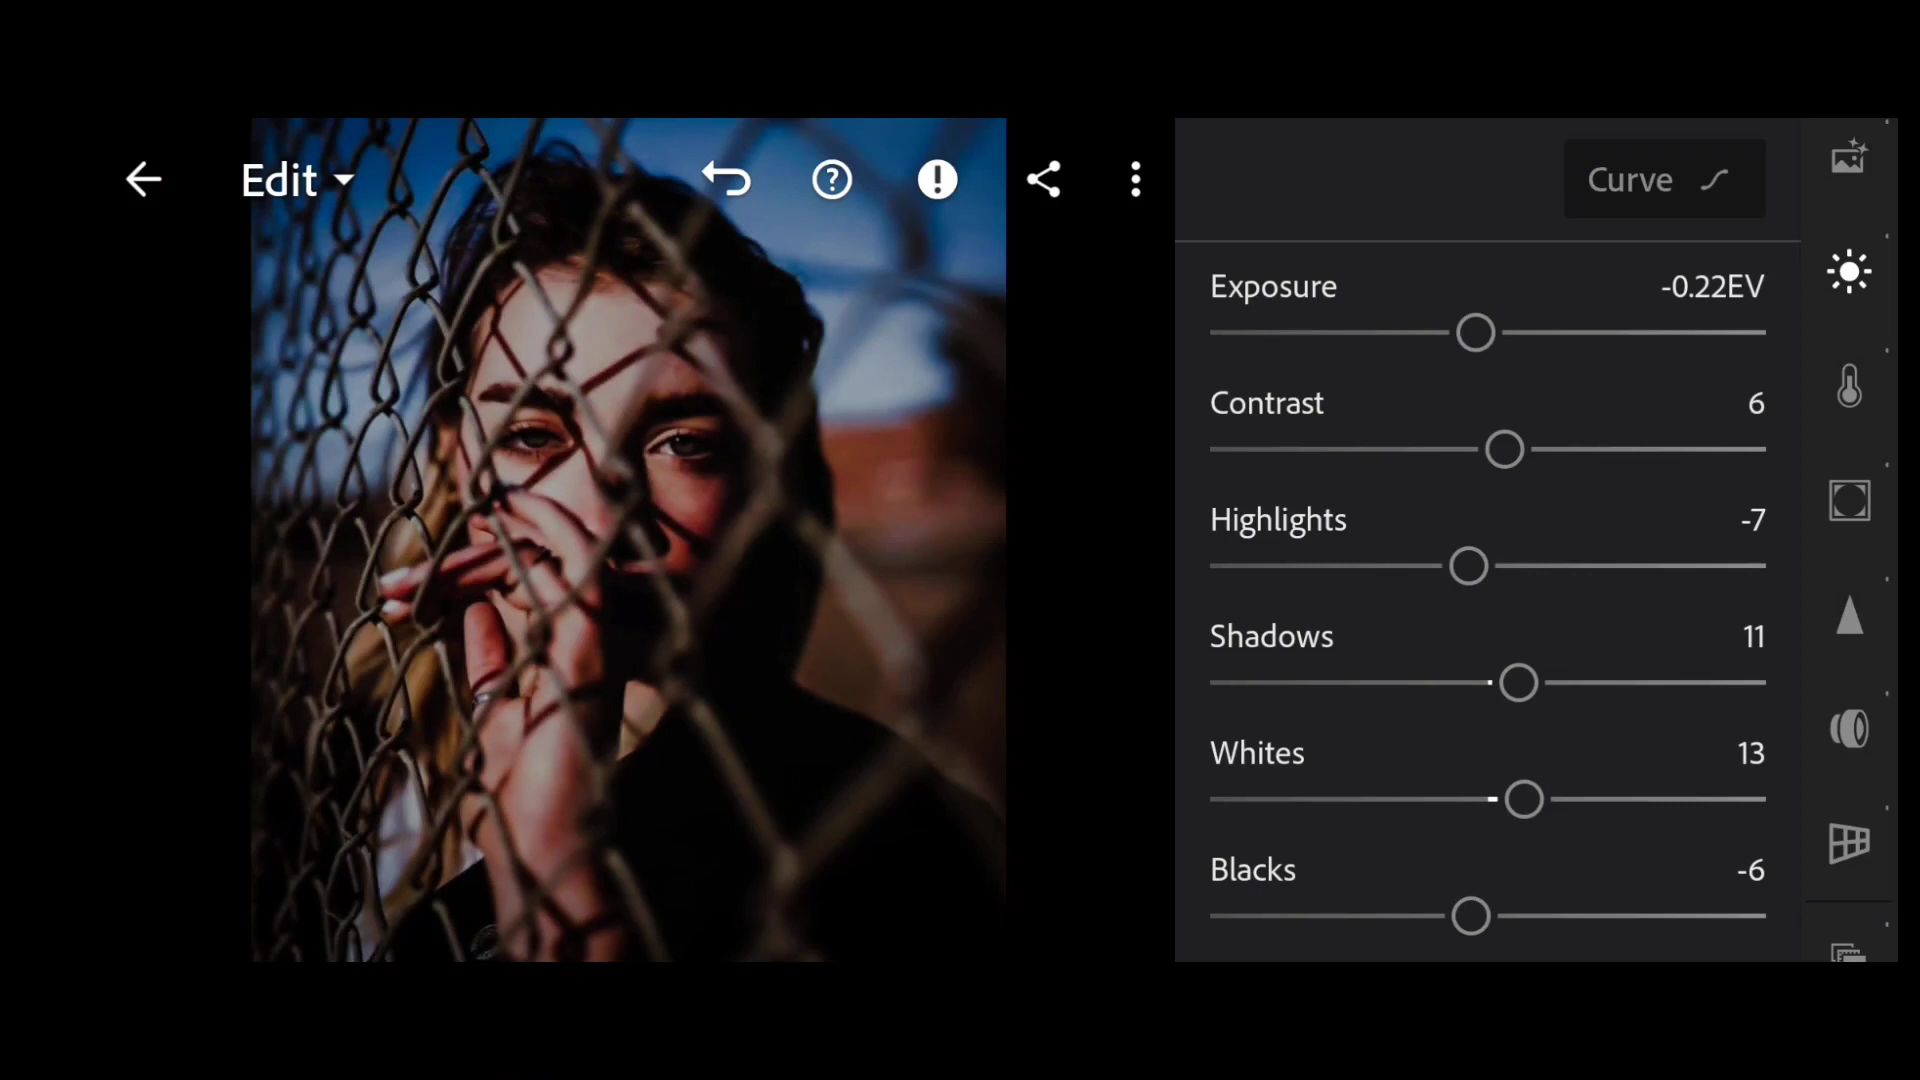 Edit
Curve
Exposure -0.22EV
Contrast 6
Highlights -7
Shadows 11
Whites 13
Blacks -6